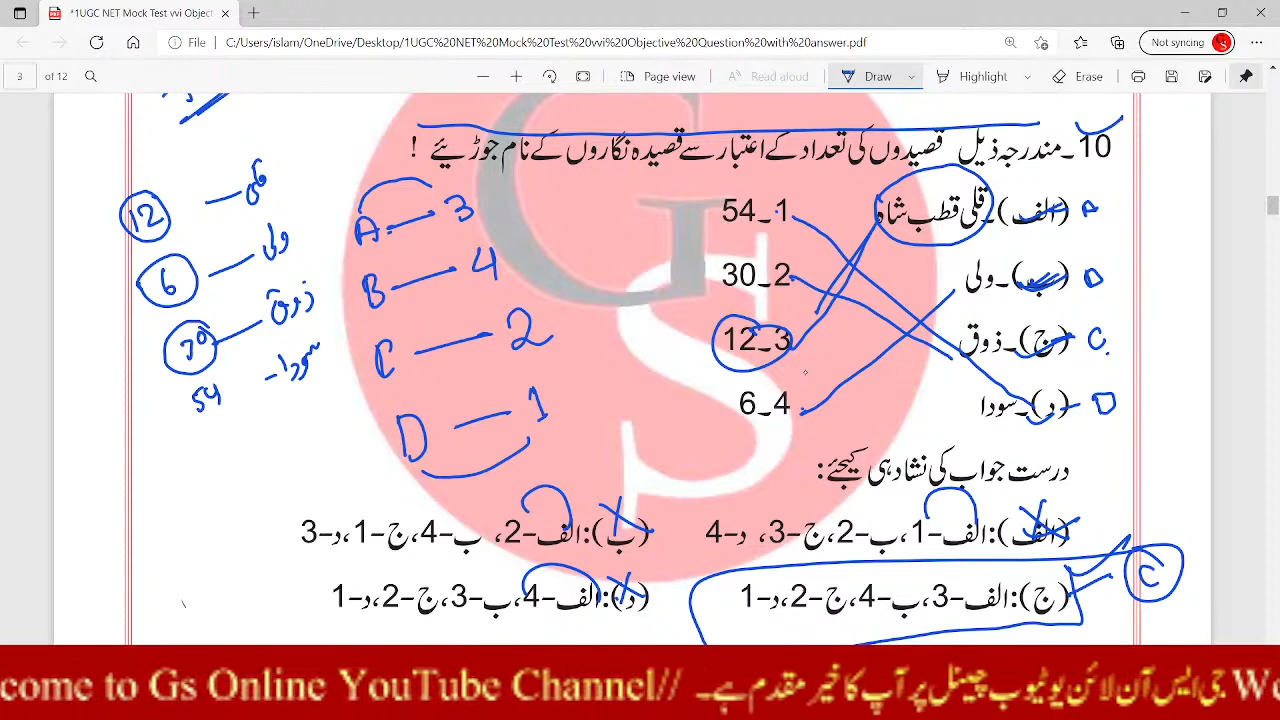 *1UGC NET Mock Test vvi Object
File C:/Users/islam/OneDrive/Desktop/1UGC%20NET%20Mock%20Test%20vvi%20Objective%20Question%20with%20answer.pdf
Not syncing
3 of 12
Page view
Read aloud
Draw
Highlight
Erase
10۔مندرجہ ذیل قصیدوں کی تعداد کے اعتبار سے قصیدہ نگاروں کے نام جوڑیئے !
(الف)۔قلی قطب شاہ 1۔54
A
A — 3
12 —
(ب)۔ولی 2۔30
B — 4
6 — ولی
(ج)۔ذوق 3۔12
C
C — 2
ذوق
(د)۔سودا 4۔6
D
D — 1
54 سودا
درست جواب کی نشاد ہی کیجئے:
(الف):الف-1،ب-2،ج-3، د-4
(ب):الف-2، ب-4،ج-1،د-3
(ج):الف-3،ب-4،ج-2،د-1
C
(د):الف-4،ب-3،ج-2،د-1
GS
come to Gs Online YouTube Channel// جی ایس آن لائن یوٹیوب چینل پر آپ کا خیر مقدم ہے۔ We